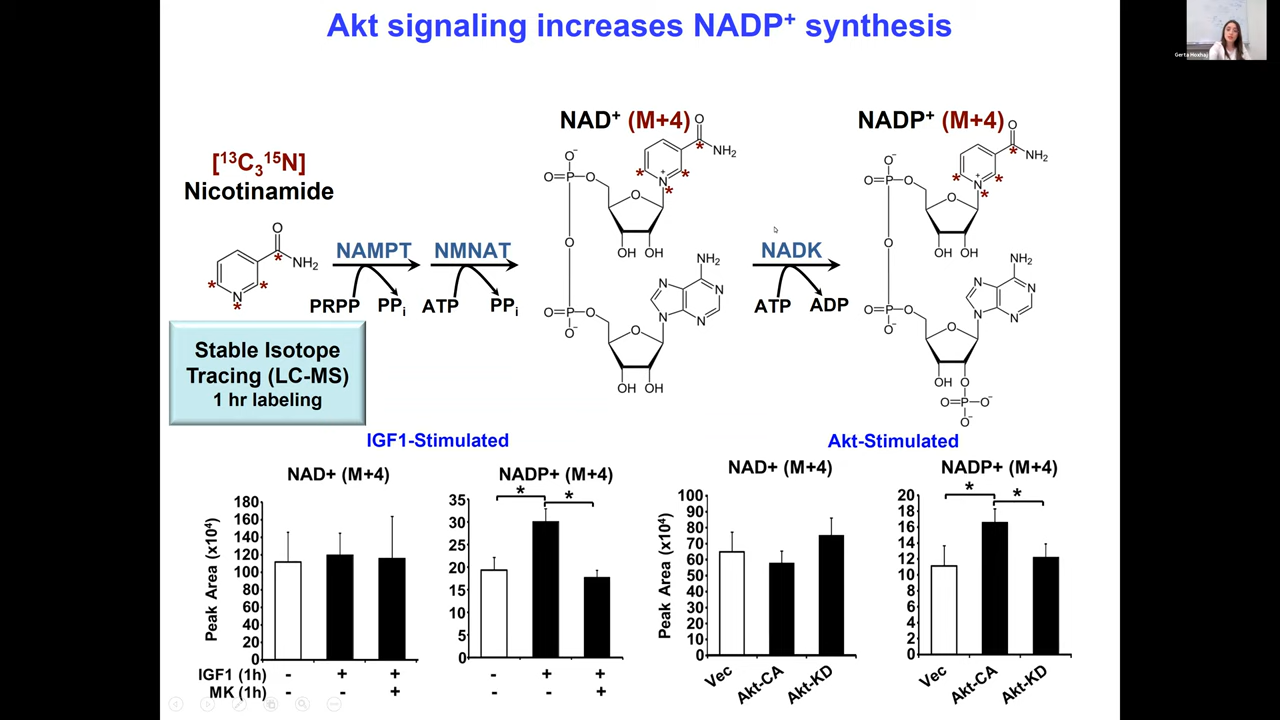 Akt signaling increases NADP+ synthesis
Gerta Hoxhaj
[13C315N]
Nicotinamide
O
NH2
N
* * * *
NAMPT
NMNAT
PRPP PPi
ATP PPi
NAD+ (M+4)
O
NH2
N+
* * * *
O-
O=P-O
O
O
OH OH
NH2
N N
N N
O=P-O
O-
O
OH OH
NADK
ATP ADP
NADP+ (M+4)
O
NH2
N+
* * * *
O-
O=P-O
O
O
OH OH
NH2
N N
N N
O=P-O
O-
O
OH O
O=P-O-
O-
Stable Isotope
Tracing (LC-MS)
1 hr labeling
IGF1-Stimulated
NAD+ (M+4)
Peak Area (x10⁴)
180
160
140
120
100
80
60
40
20
0
NADP+ (M+4)
* *
35
30
25
20
15
10
5
0
IGF1 (1h) - + + - + +
MK (1h) - - + - - +
Akt-Stimulated
NAD+ (M+4)
Peak Area (x10⁴)
100
90
80
70
60
50
40
30
20
10
0
Vec Akt-CA Akt-KD
NADP+ (M+4)
* *
20
18
16
14
12
10
8
6
4
2
0
Vec Akt-CA Akt-KD